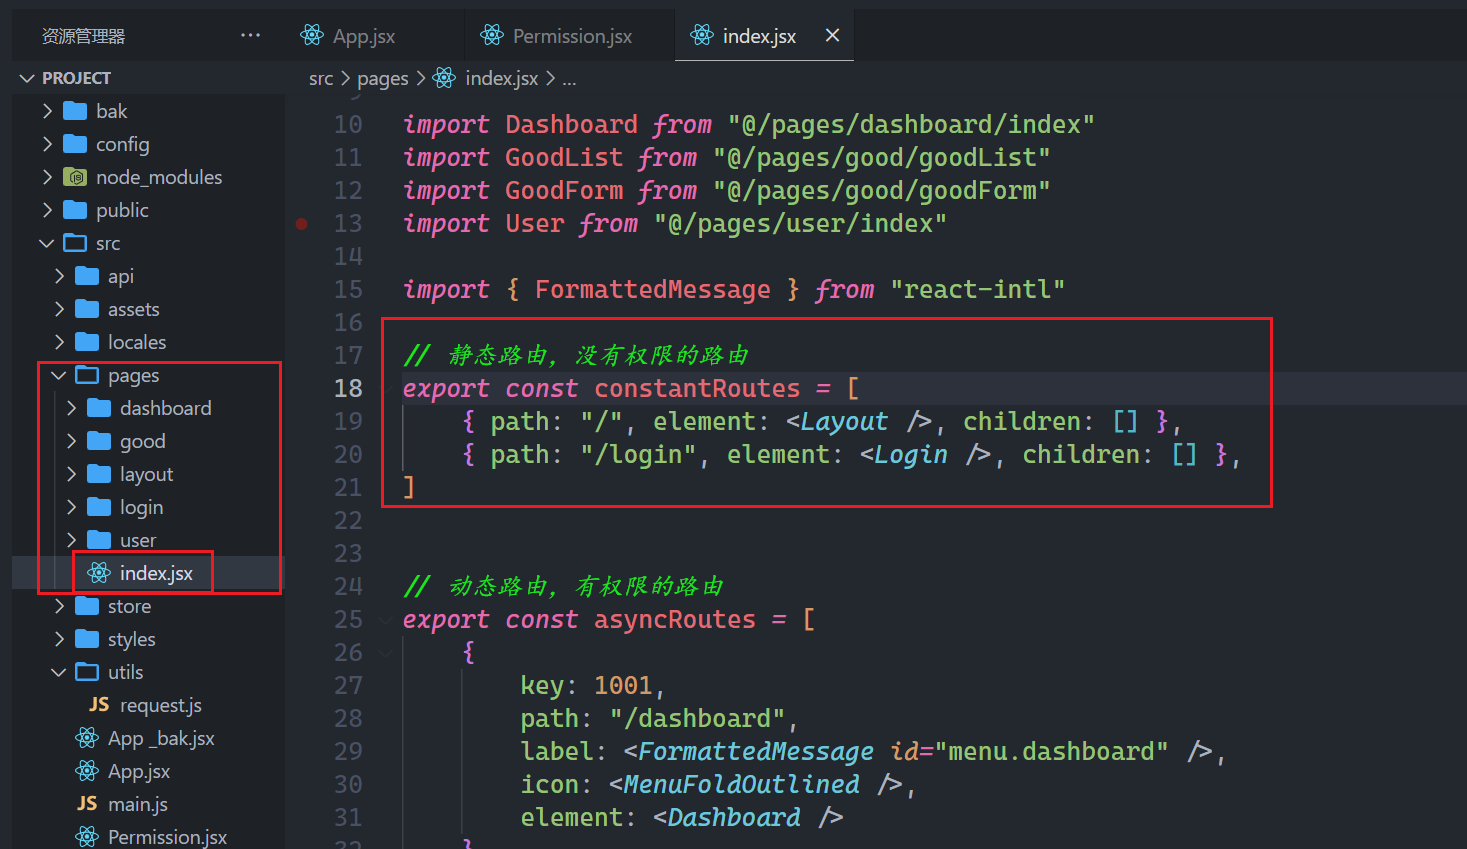 资源管理器 ···
App.jsx
Permission.jsx
index.jsx
PROJECT
bak
config
node_modules
public
src
api
assets
locales
pages
dashboard
good
layout
login
user
index.jsx
store
styles
utils
JS request.js
App _bak.jsx
App.jsx
JS main.js
Permission.jsx
src > pages > index.jsx > ...
10 import Dashboard from "@/pages/dashboard/index"
11 import GoodList from "@/pages/good/goodList"
12 import GoodForm from "@/pages/good/goodForm"
13 import User from "@/pages/user/index"
14
15 import { FormattedMessage } from "react-intl"
16
17 // 静态路由，没有权限的路由
18 export const constantRoutes = [
19 { path: "/", element: <Layout />, children: [] },
20 { path: "/login", element: <Login />, children: [] },
21 ]
22
23
24 // 动态路由，有权限的路由
25 export const asyncRoutes = [
26 {
27 key: 1001,
28 path: "/dashboard",
29 label: <FormattedMessage id="menu.dashboard" />,
30 icon: <MenuFoldOutlined />,
31 element: <Dashboard />